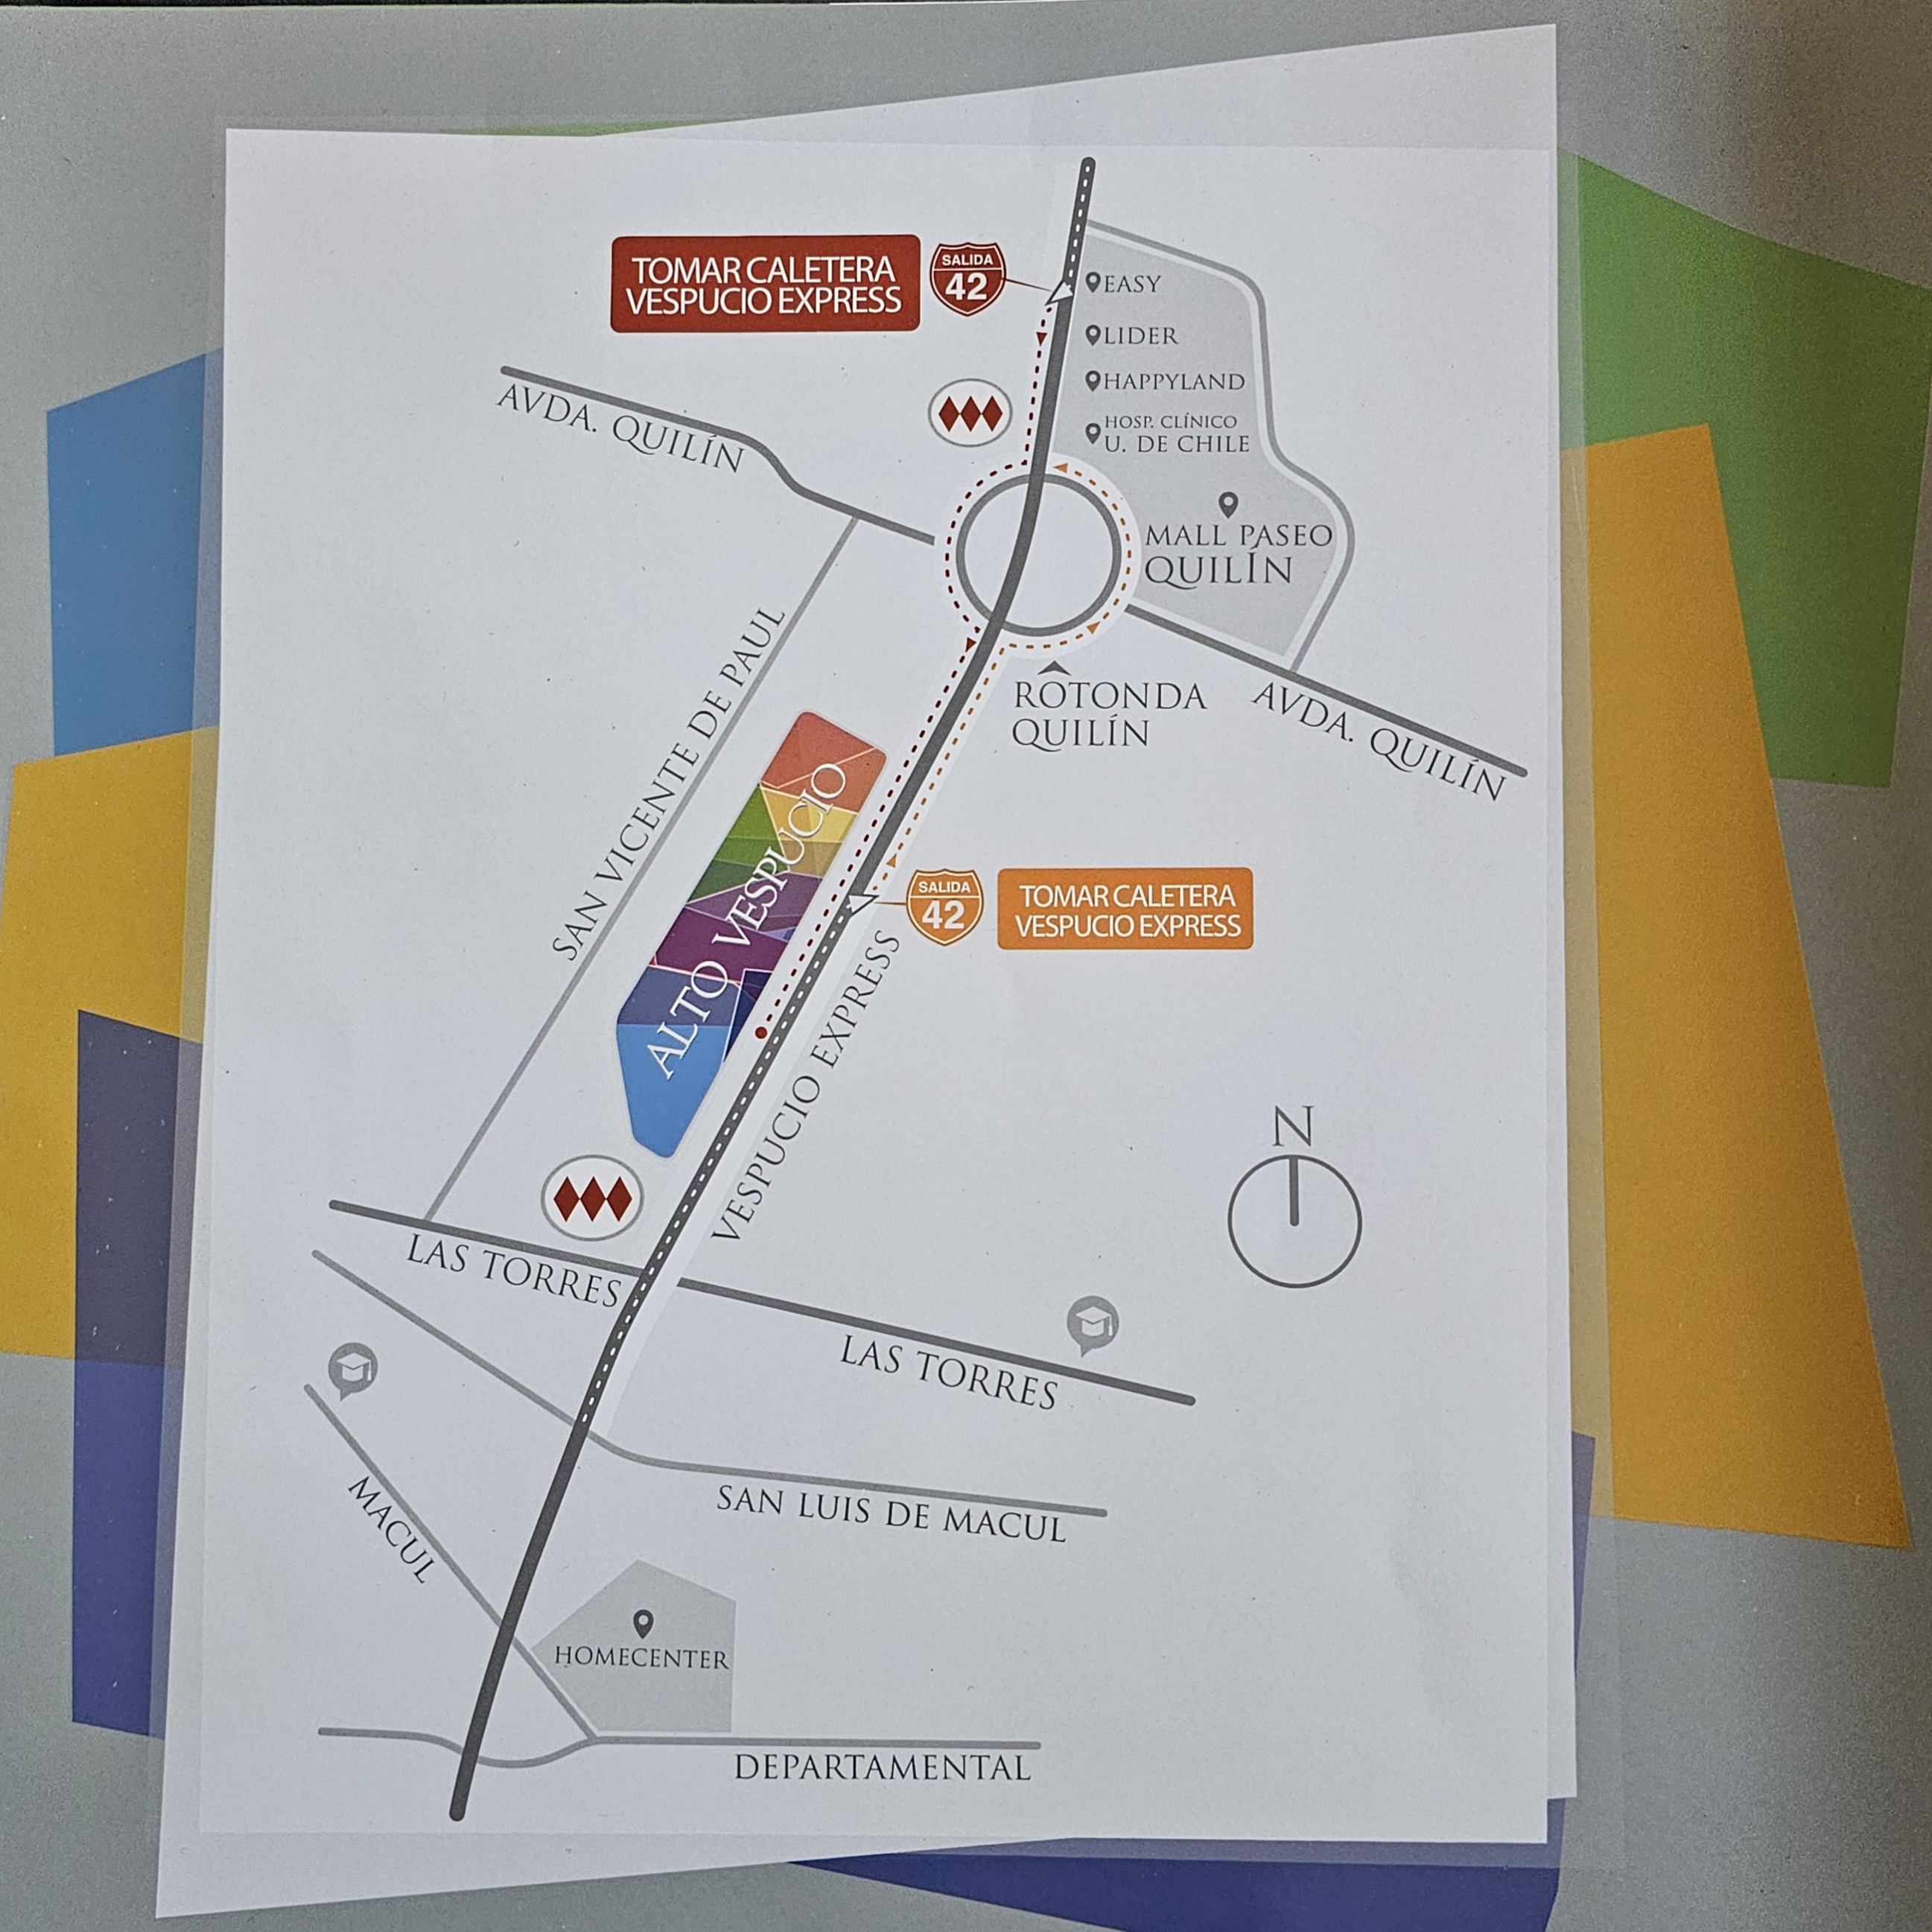 TOMAR CALETERA
VESPUCIO EXPRESS
SALIDA
42
EASY
LIDER
HAPPYLAND
HOSP. CLÍNICO
U. DE CHILE
AVDA. QUILÍN
MALL PASEO
QUILÍN
ROTONDA
QUILÍN
AVDA. QUILÍN
SAN VICENTE DE PAUL
ALTO VESPUCIO
SALIDA
42
TOMAR CALETERA
VESPUCIO EXPRESS
VESPUCIO EXPRESS
N
LAS TORRES
LAS TORRES
MACUL
SAN LUIS DE MACUL
HOMECENTER
DEPARTAMENTAL